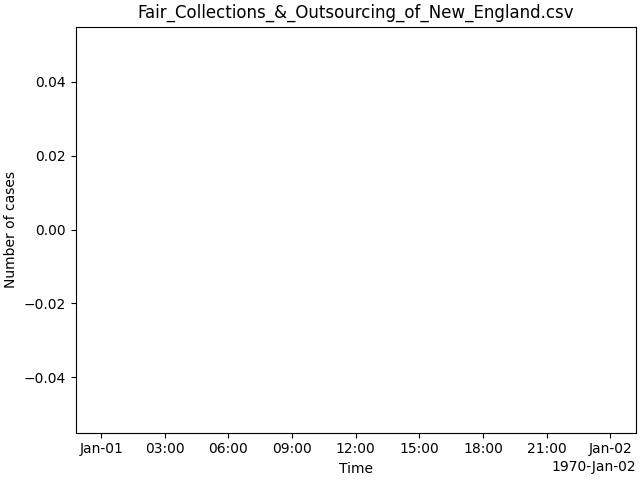 Fair_Collections_&_Outsourcing_of_New_England.csv
Number of cases
0.04
0.02
0.00
−0.02
−0.04
Jan-01 03:00 06:00 09:00 12:00 15:00 18:00 21:00 Jan-02
1970-Jan-02
Time